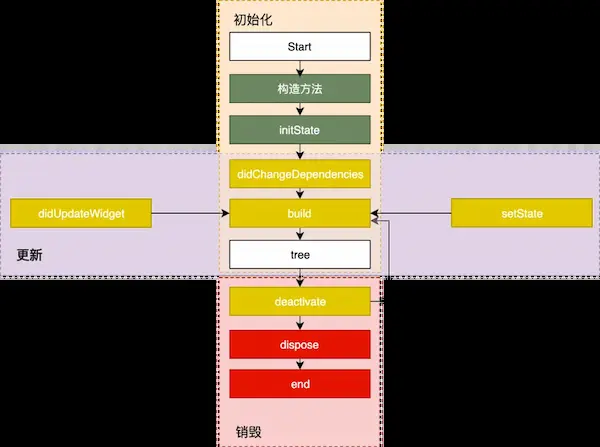 初始化
Start
构造方法
initState
didChangeDependencies
didUpdateWidget
build
setState
更新
tree
deactivate
dispose
end
销毁